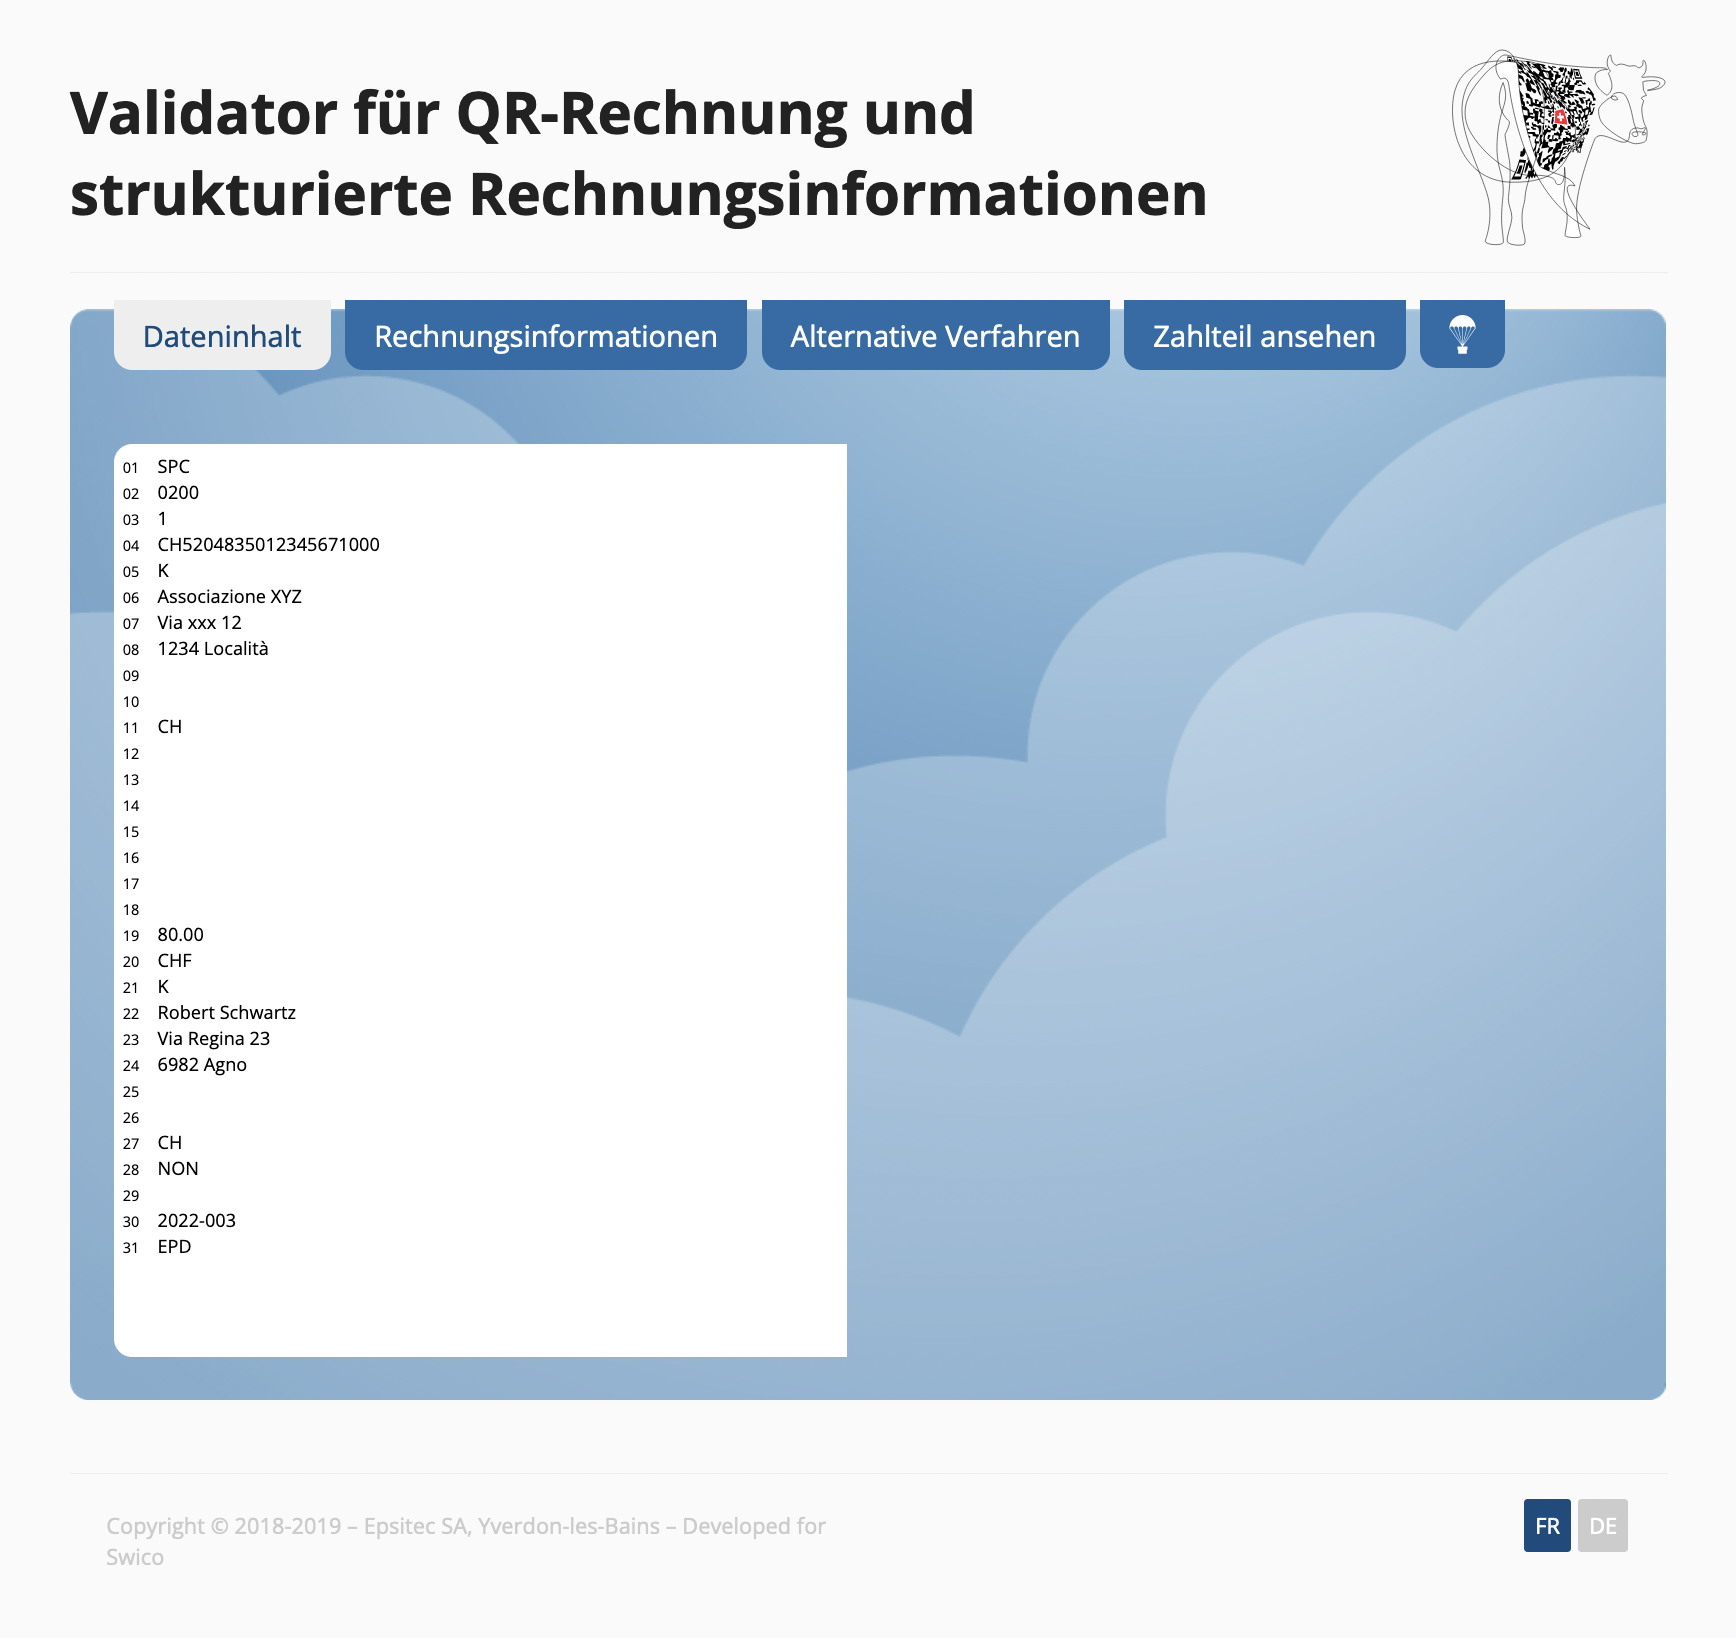 Validator für QR-Rechnung und
strukturierte Rechnungsinformationen
Dateninhalt Rechnungsinformationen Alternative Verfahren Zahlteil ansehen
01 SPC
02 0200
03 1
04 CH5204835012345671000
05 K
06 Associazione XYZ
07 Via xxx 12
08 1234 Località
09
10
11 CH
12
13
14
15
16
17
18
19 80.00
20 CHF
21 K
22 Robert Schwartz
23 Via Regina 23
24 6982 Agno
25
26
27 CH
28 NON
29
30 2022-003
31 EPD
Copyright © 2018-2019 – Epsitec SA, Yverdon-les-Bains – Developed for
Swico
FR DE